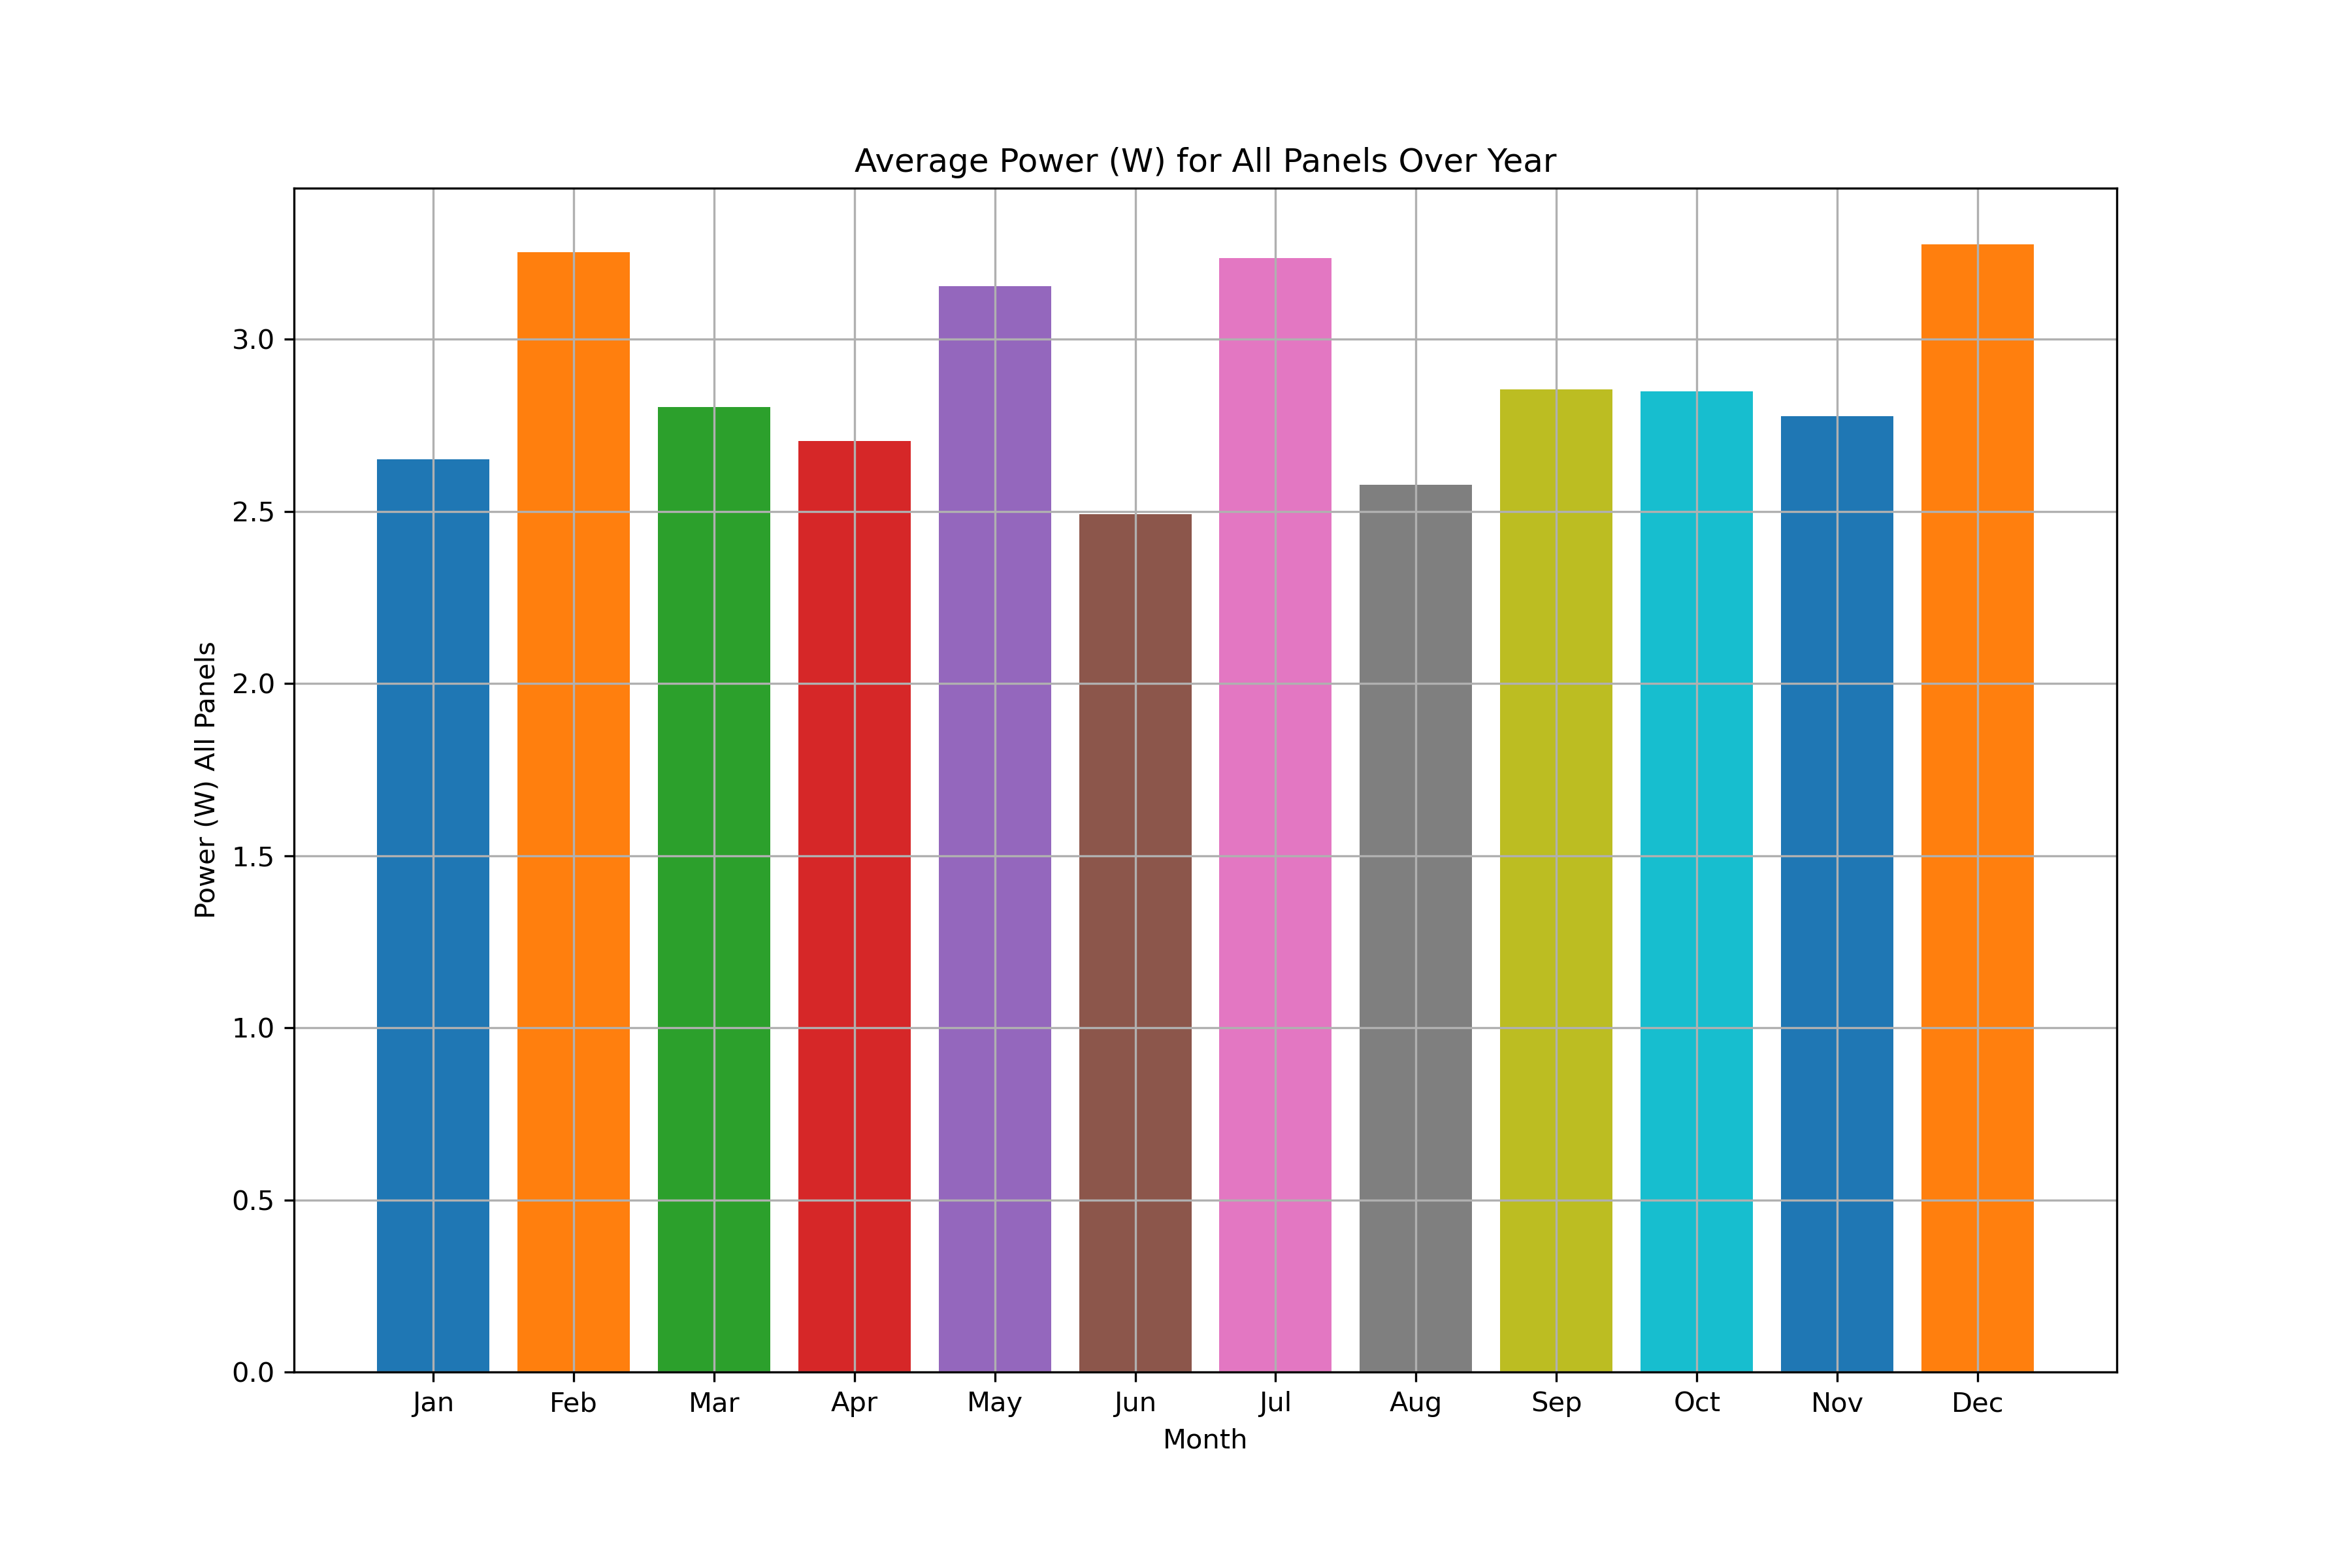 Average Power (W) for All Panels Over Year
Power (W) All Panels
3.0
2.5
2.0
1.5
1.0
0.5
0.0
Jan Feb Mar Apr May Jun Jul Aug Sep Oct Nov Dec
Month